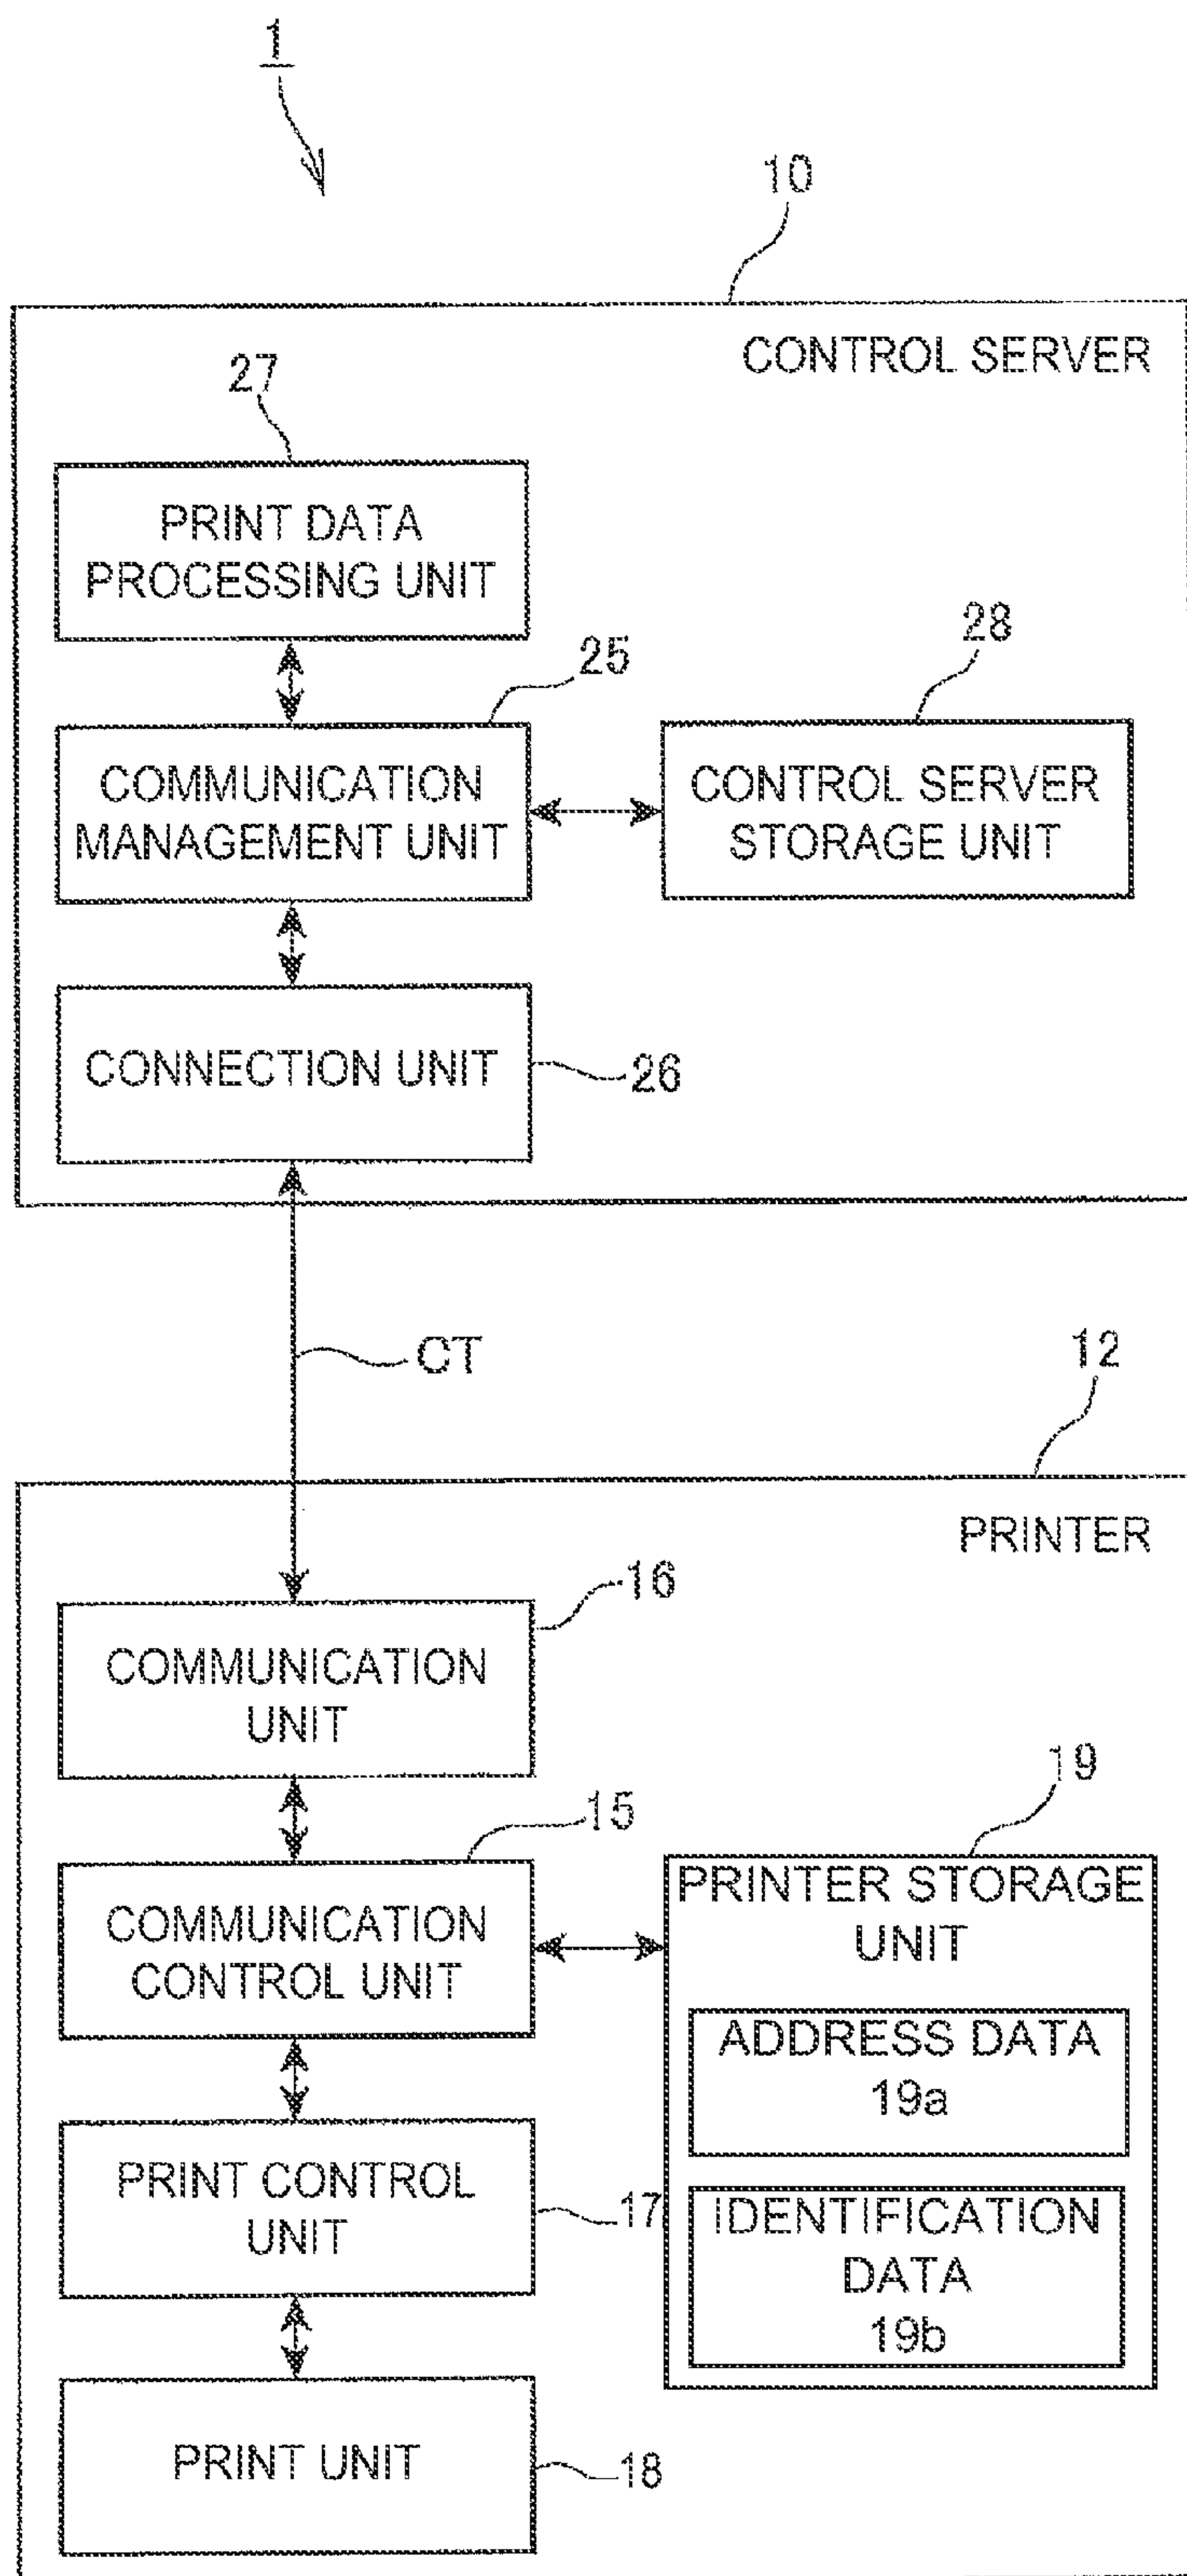 1
10
CONTROL SERVER
27
PRINT DATA
PROCESSING UNIT
25
28
COMMUNICATION
MANAGEMENT UNIT
CONTROL SERVER
STORAGE UNIT
CONNECTION UNIT
26
CT
12
PRINTER
16
COMMUNICATION
UNIT
15
19
COMMUNICATION
CONTROL UNIT
PRINTER STORAGE
UNIT
ADDRESS DATA
19a
PRINT CONTROL
UNIT
17
IDENTIFICATION
DATA
19b
PRINT UNIT
18